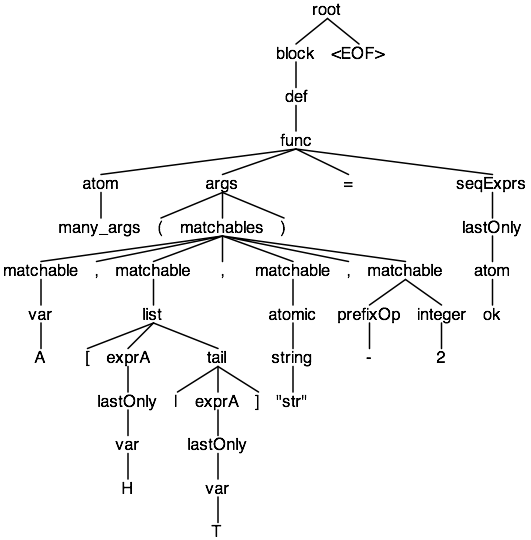 root
block <EOF>
def
func
atom args = seqExprs
many_args ( matchables ) lastOnly
matchable , matchable , matchable , matchable atom
var list atomic prefixOp integer ok
A [ exprA tail string - 2
lastOnly | exprA ] "str"
var lastOnly
H var
T